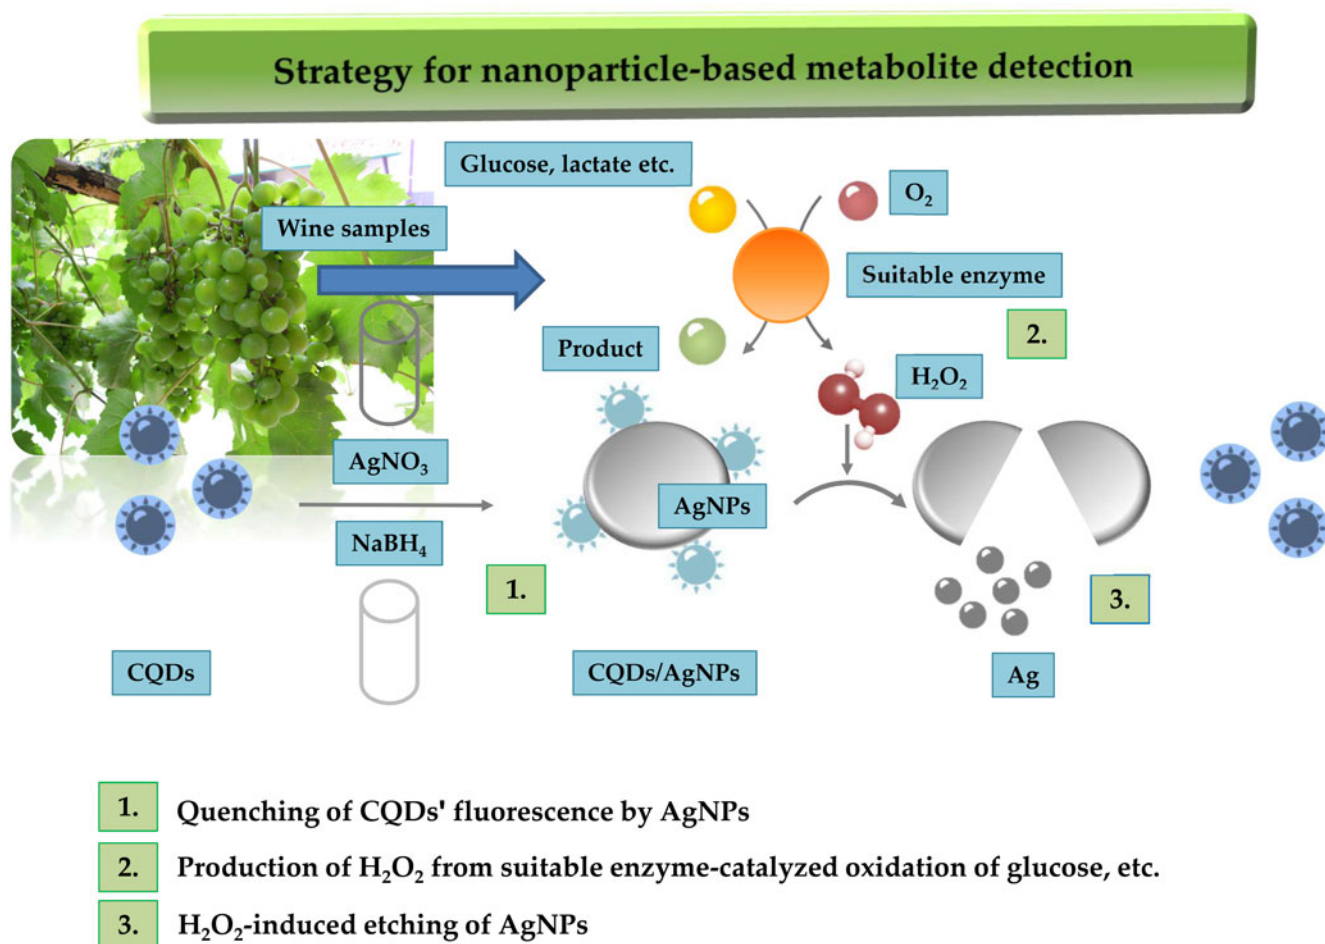 Strategy for nanoparticle-based metabolite detection
Glucose, lactate etc.
O₂
Wine samples
Suitable enzyme
2.
Product
H₂O₂
AgNO₃
AgNPs
NaBH₄
1.
3.
CQDs
CQDs/AgNPs
Ag
1. Quenching of CQDs' fluorescence by AgNPs
2. Production of H₂O₂ from suitable enzyme-catalyzed oxidation of glucose, etc.
3. H₂O₂-induced etching of AgNPs